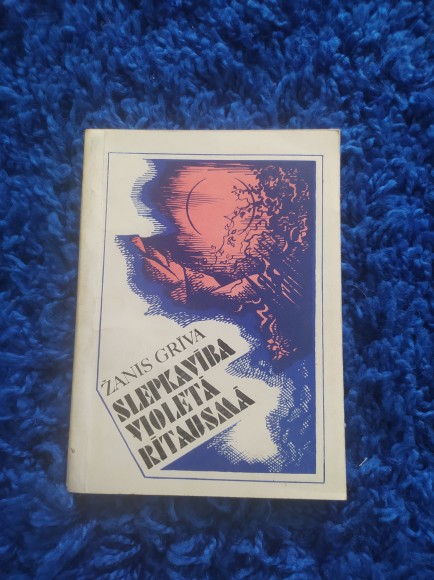 ŽANIS GRĪVA
SLEPKAVĪBA
VIOLETĀ
RĪTAUSMĀ